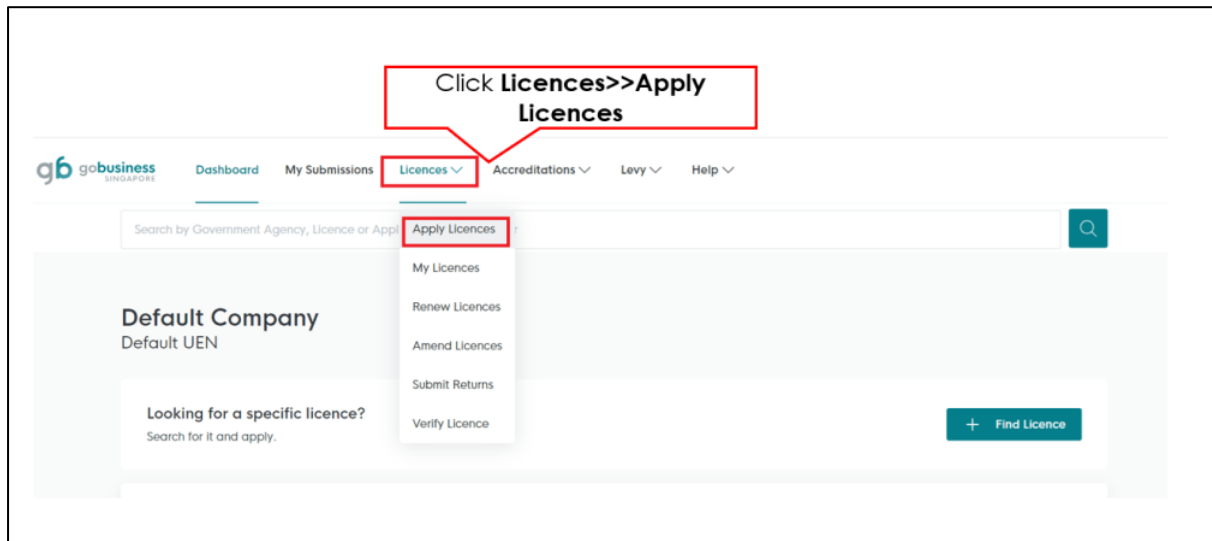 Click Licences>>Apply
Licences
gb gobusiness
SINGAPORE
Dashboard My Submissions Licences Accreditations Levy Help
Search by Government Agency, Licence or Appl
Apply Licences
My Licences
Renew Licences
Amend Licences
Submit Returns
Verify Licence
Default Company
Default UEN
Looking for a specific licence?
Search for it and apply.
+ Find Licence